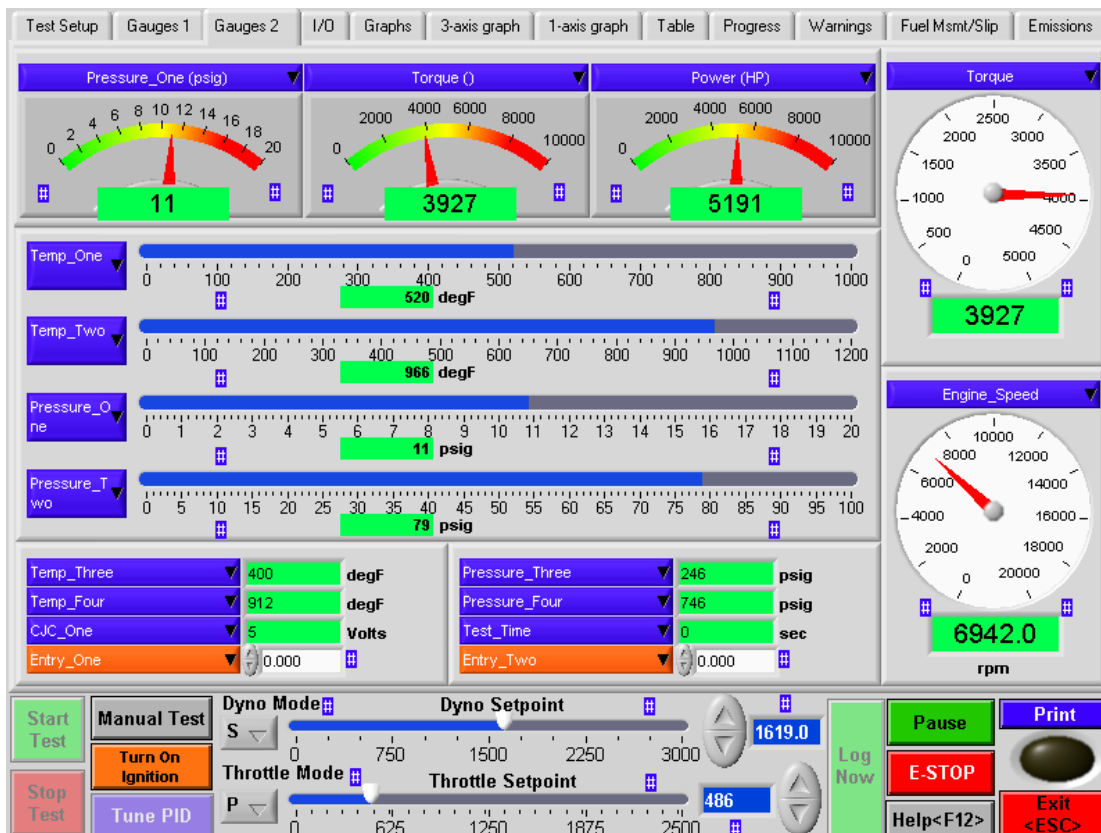 Test Setup Gauges 1 Gauges 2 I/O Graphs 3-axis graph 1-axis graph Table Progress Warnings Fuel Msmt/Slip Emissions
Pressure_One (psig)
0 2 4 6 8 10 12 14 16 18 20
# #
11
Torque ()
0 2000 4000 6000 8000 10000
# #
3927
Power (HP)
0 2000 4000 6000 8000 10000
# #
5191
Torque
0 500 1000 1500 2000 2500 3000 3500 4000 4500 5000
# #
3927
Temp_One
0 100 200 300 400 500 600 700 800 900 1000
# 520 degF #
Temp_Two
0 100 200 300 400 500 600 700 800 900 1000 1100 1200
# 966 degF #
Pressure_O
ne
0 1 2 3 4 5 6 7 8 9 10 11 12 13 14 15 16 17 18 19 20
# 11 psig #
Pressure_T
wo
0 5 10 15 20 25 30 35 40 45 50 55 60 65 70 75 80 85 90 95 100
# 79 psig #
Engine_Speed
0 2000 4000 6000 8000 10000 12000 14000 16000 18000 20000
# #
6942.0
rpm
Temp_Three 400 degF
Temp_Four 912 degF
CJC_One 5 Volts
Entry_One 0.000 #
Pressure_Three 246 psig
Pressure_Four 746 psig
Test_Time 0 sec
Entry_Two 0.000 #
Start
Test
Stop
Test
Manual Test
Turn On
Ignition
Tune PID
Dyno Mode # Dyno Setpoint # #
S
0 750 1500 2250 3000
1619.0
Throttle Mode # Throttle Setpoint #
P
0 625 1250 1875 2500
486
#
Log
Now
Pause
E-STOP
Help<F12>
Print
Exit
<ESC>